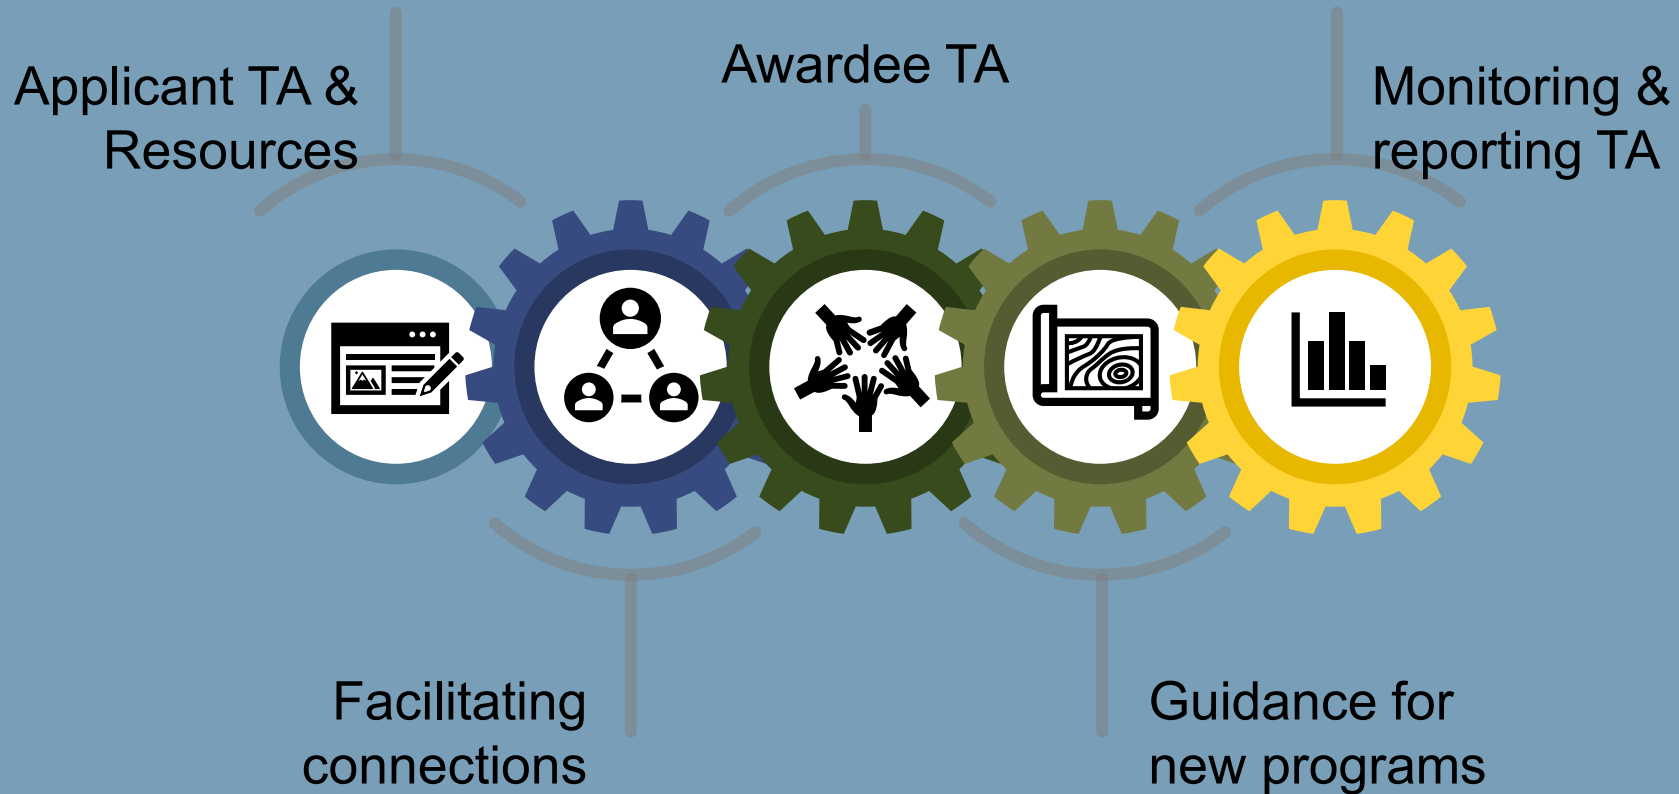 Applicant TA &
Resources
Awardee TA
Monitoring &
reporting TA
Facilitating
connections
Guidance for
new programs